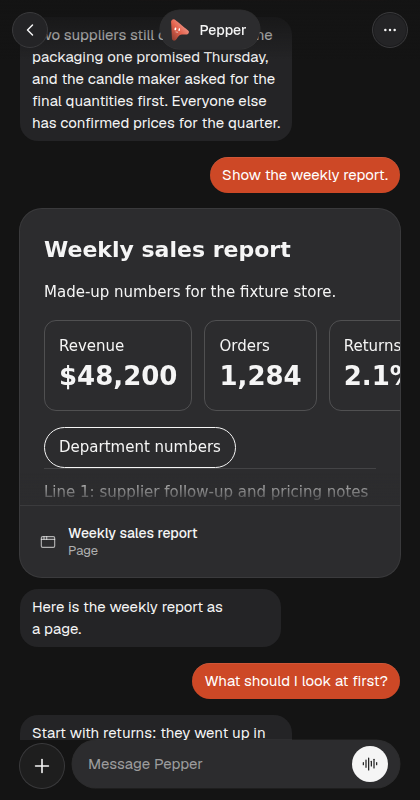 Pepper
packaging one promised Thursday,
and the candle maker asked for the
final quantities first. Everyone else
has confirmed prices for the quarter.
Show the weekly report.
Weekly sales report
Made-up numbers for the fixture store.
Revenue
$48,200
Orders
1,284
Returns
2.1%
Department numbers
Line 1: supplier follow-up and pricing notes
Weekly sales report
Page
Here is the weekly report as
a page.
What should I look at first?
Start with returns: they went up in
Message Pepper